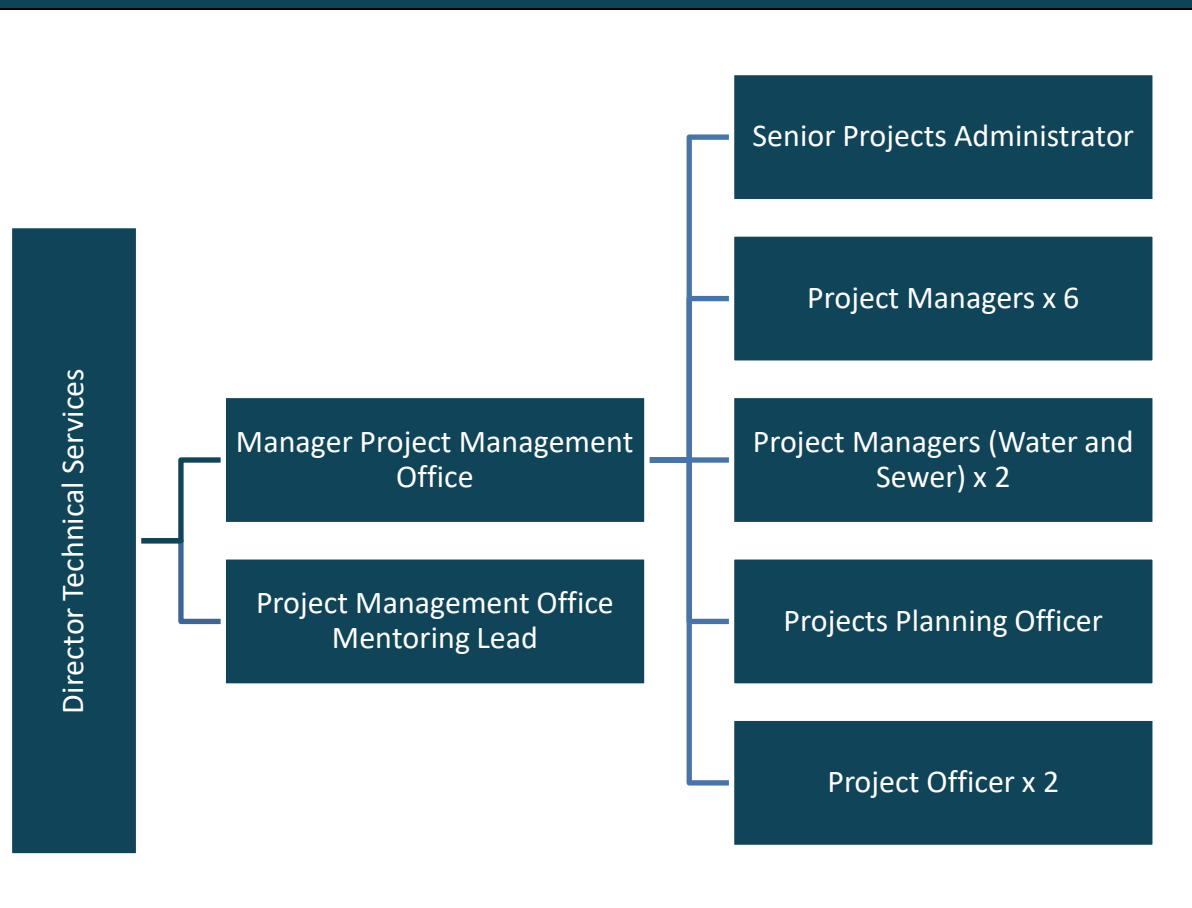 Director Technical Services
Manager Project Management
Office
Project Management Office
Mentoring Lead
Senior Projects Administrator
Project Managers x 6
Project Managers (Water and
Sewer) x 2
Projects Planning Officer
Project Officer x 2